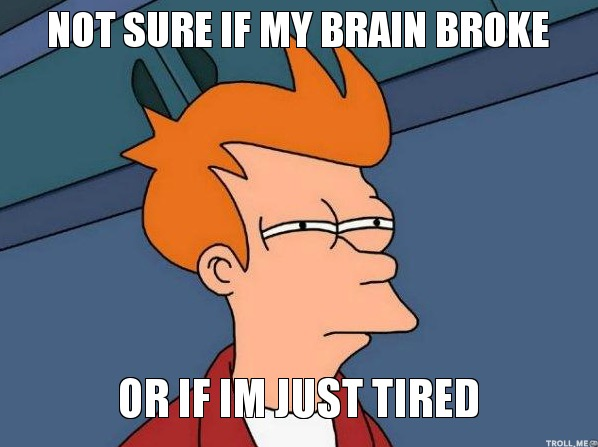 NOT SURE IF MY BRAIN BROKE
OR IF IM JUST TIRED
TROLL.ME